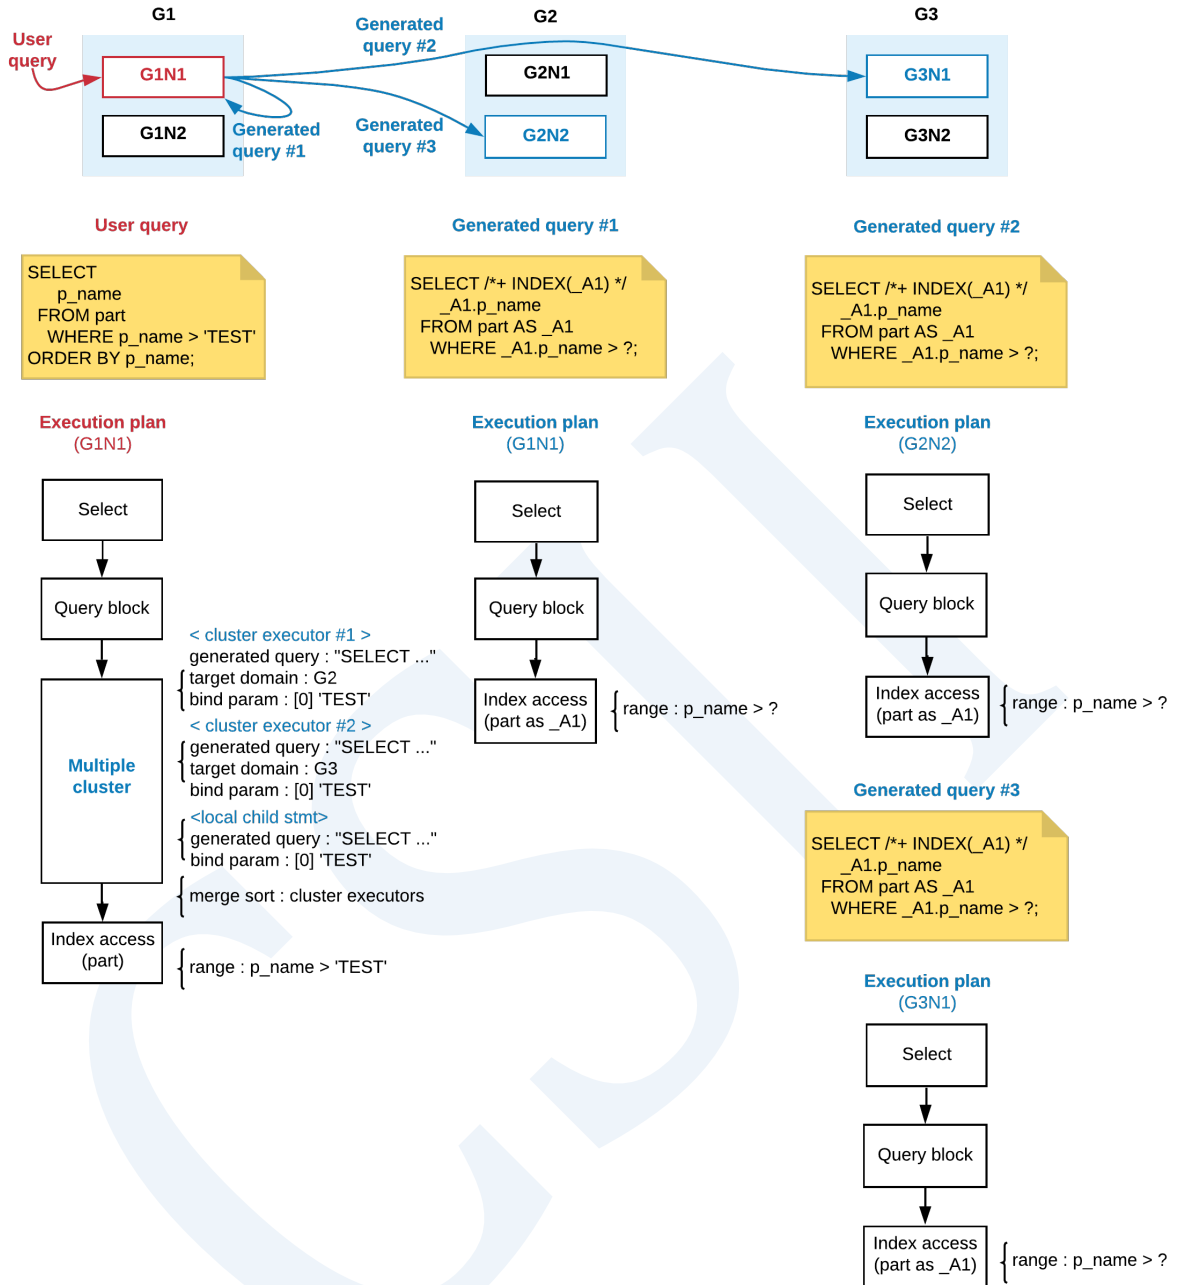 G1
G2
G3
User
query
Generated
query #2
G1N1
G2N1
G3N1
G1N2
Generated
query #1
Generated
query #3
G2N2
G3N2
User query
Generated query #1
Generated query #2
SELECT
p_name
FROM part
WHERE p_name > 'TEST'
ORDER BY p_name;
SELECT /*+ INDEX(_A1) */
_A1.p_name
FROM part AS _A1
WHERE _A1.p_name > ?;
SELECT /*+ INDEX(_A1) */
_A1.p_name
FROM part AS _A1
WHERE _A1.p_name > ?;
Execution plan
(G1N1)
Select
Query block
Multiple
cluster
< cluster executor #1 >
generated query : "SELECT ..."
target domain : G2
bind param : [0] 'TEST'
< cluster executor #2 >
generated query : "SELECT ..."
target domain : G3
bind param : [0] 'TEST'
<local child stmt>
generated query : "SELECT ..."
bind param : [0] 'TEST'
merge sort : cluster executors
Index access
(part)
range : p_name > 'TEST'
Execution plan
(G1N1)
Select
Query block
Index access
(part as _A1)
range : p_name > ?
Execution plan
(G2N2)
Select
Query block
Index access
(part as _A1)
range : p_name > ?
Generated query #3
SELECT /*+ INDEX(_A1) */
_A1.p_name
FROM part AS _A1
WHERE _A1.p_name > ?;
Execution plan
(G3N1)
Select
Query block
Index access
(part as _A1)
range : p_name > ?